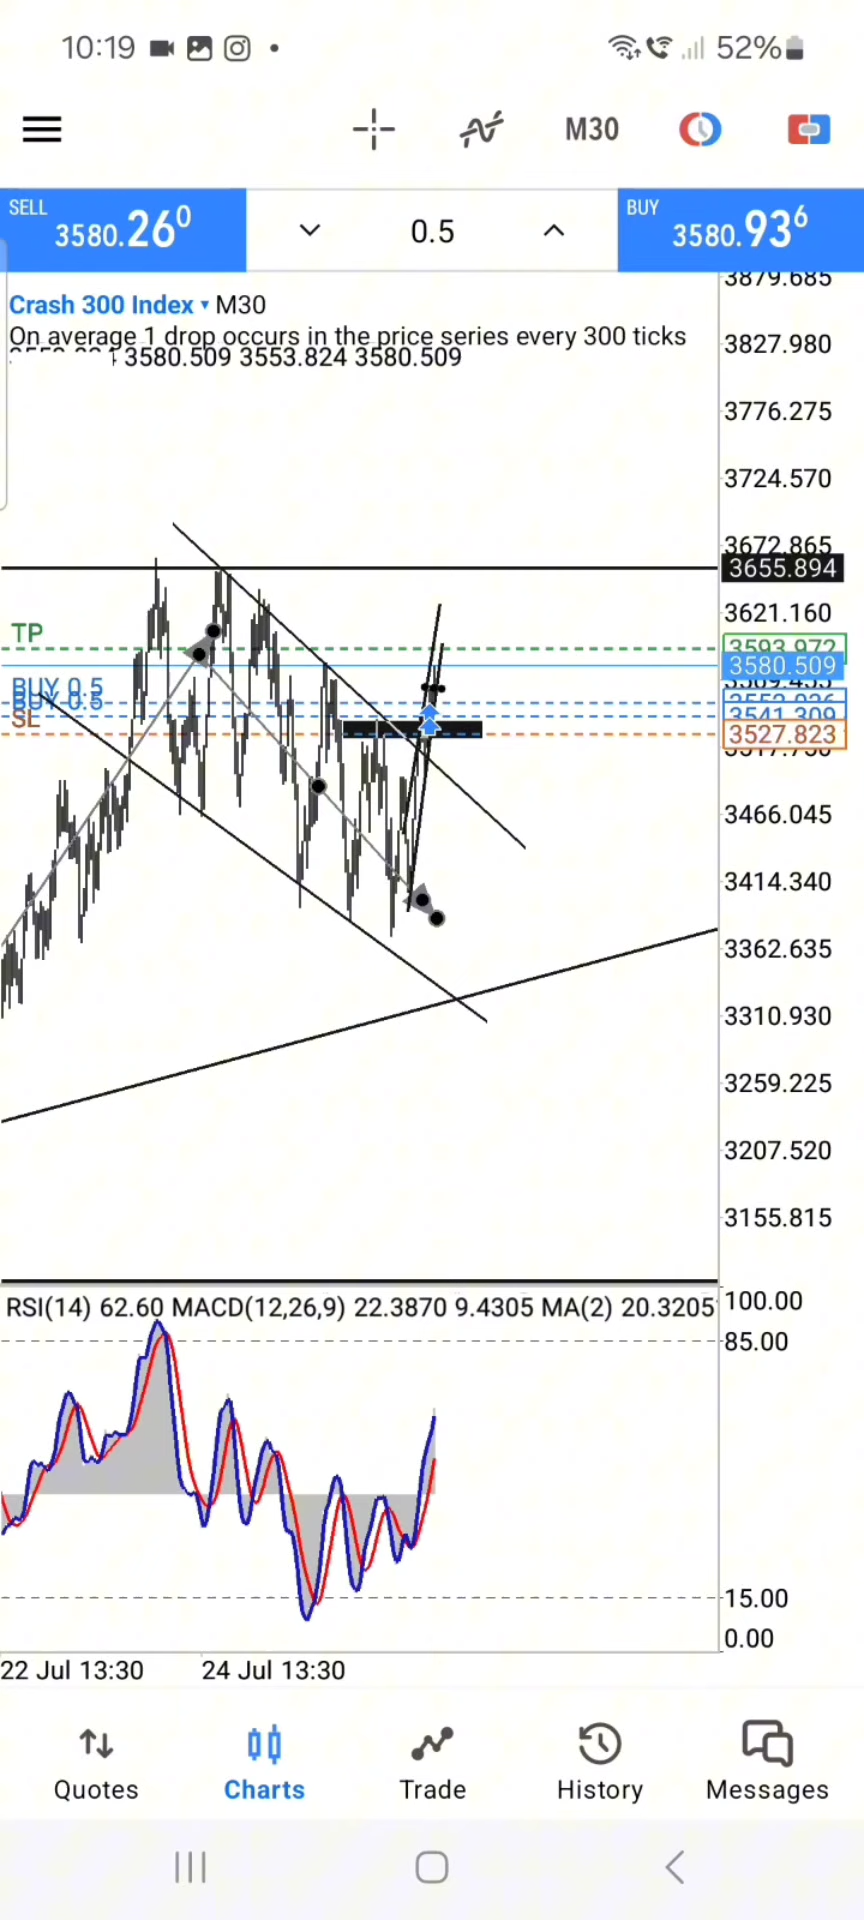 10:19 52%
M30
SELL 3580.26⁰ 0.5 BUY 3580.93⁶
3879.685
Crash 300 Index ▾ M30
On average 1 drop occurs in the price series every 300 ticks
3827.980
3580.509 3553.824 3580.509
3776.275
3724.570
3672.865
3655.894
3621.160
TP
3593.972
3580.509
BUY 0.5
BUY 0.5
3541.309
SL
3527.823
3466.045
3414.340
3362.635
3310.930
3259.225
3207.520
3155.815
RSI(14) 62.60 MACD(12,26,9) 22.3870 9.4305 MA(2) 20.3205
100.00
85.00
15.00
0.00
22 Jul 13:30 24 Jul 13:30
Quotes Charts Trade History Messages